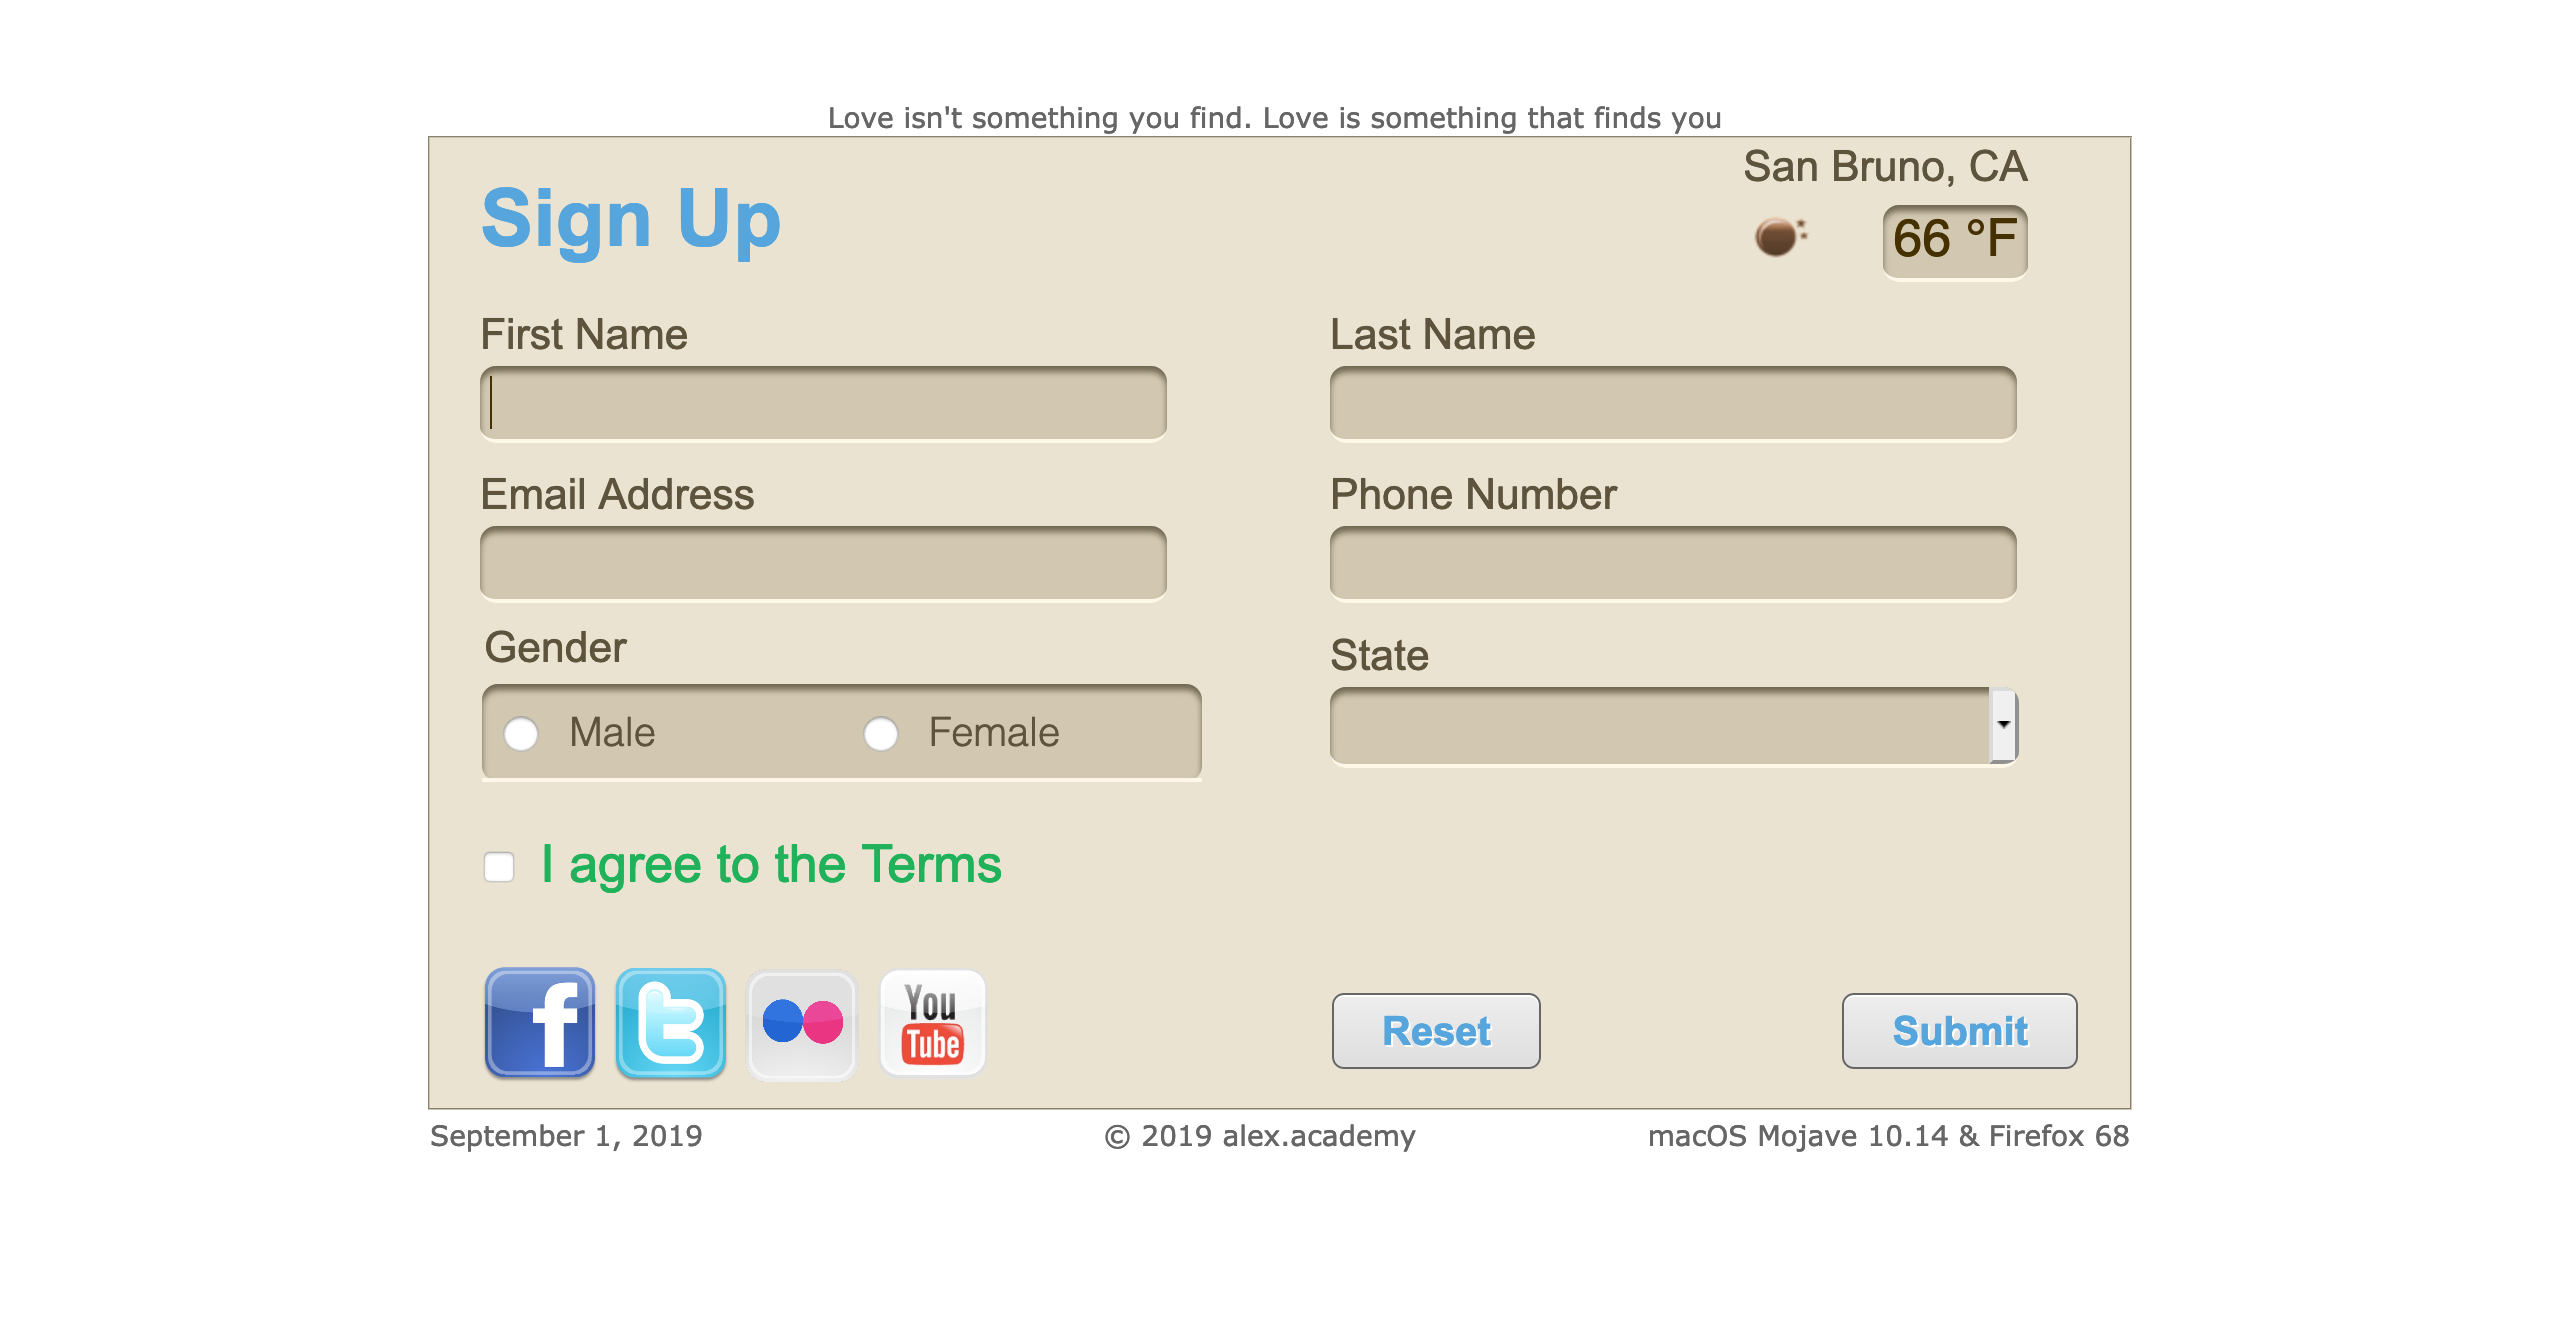 Love isn't something you find. Love is something that finds you
San Bruno, CA
Sign Up
66 °F
First Name
Last Name
Email Address
Phone Number
Gender
State
Male
Female
I agree to the Terms
f
t
You
Tube
Reset
Submit
September 1, 2019
© 2019 alex.academy
macOS Mojave 10.14 & Firefox 68